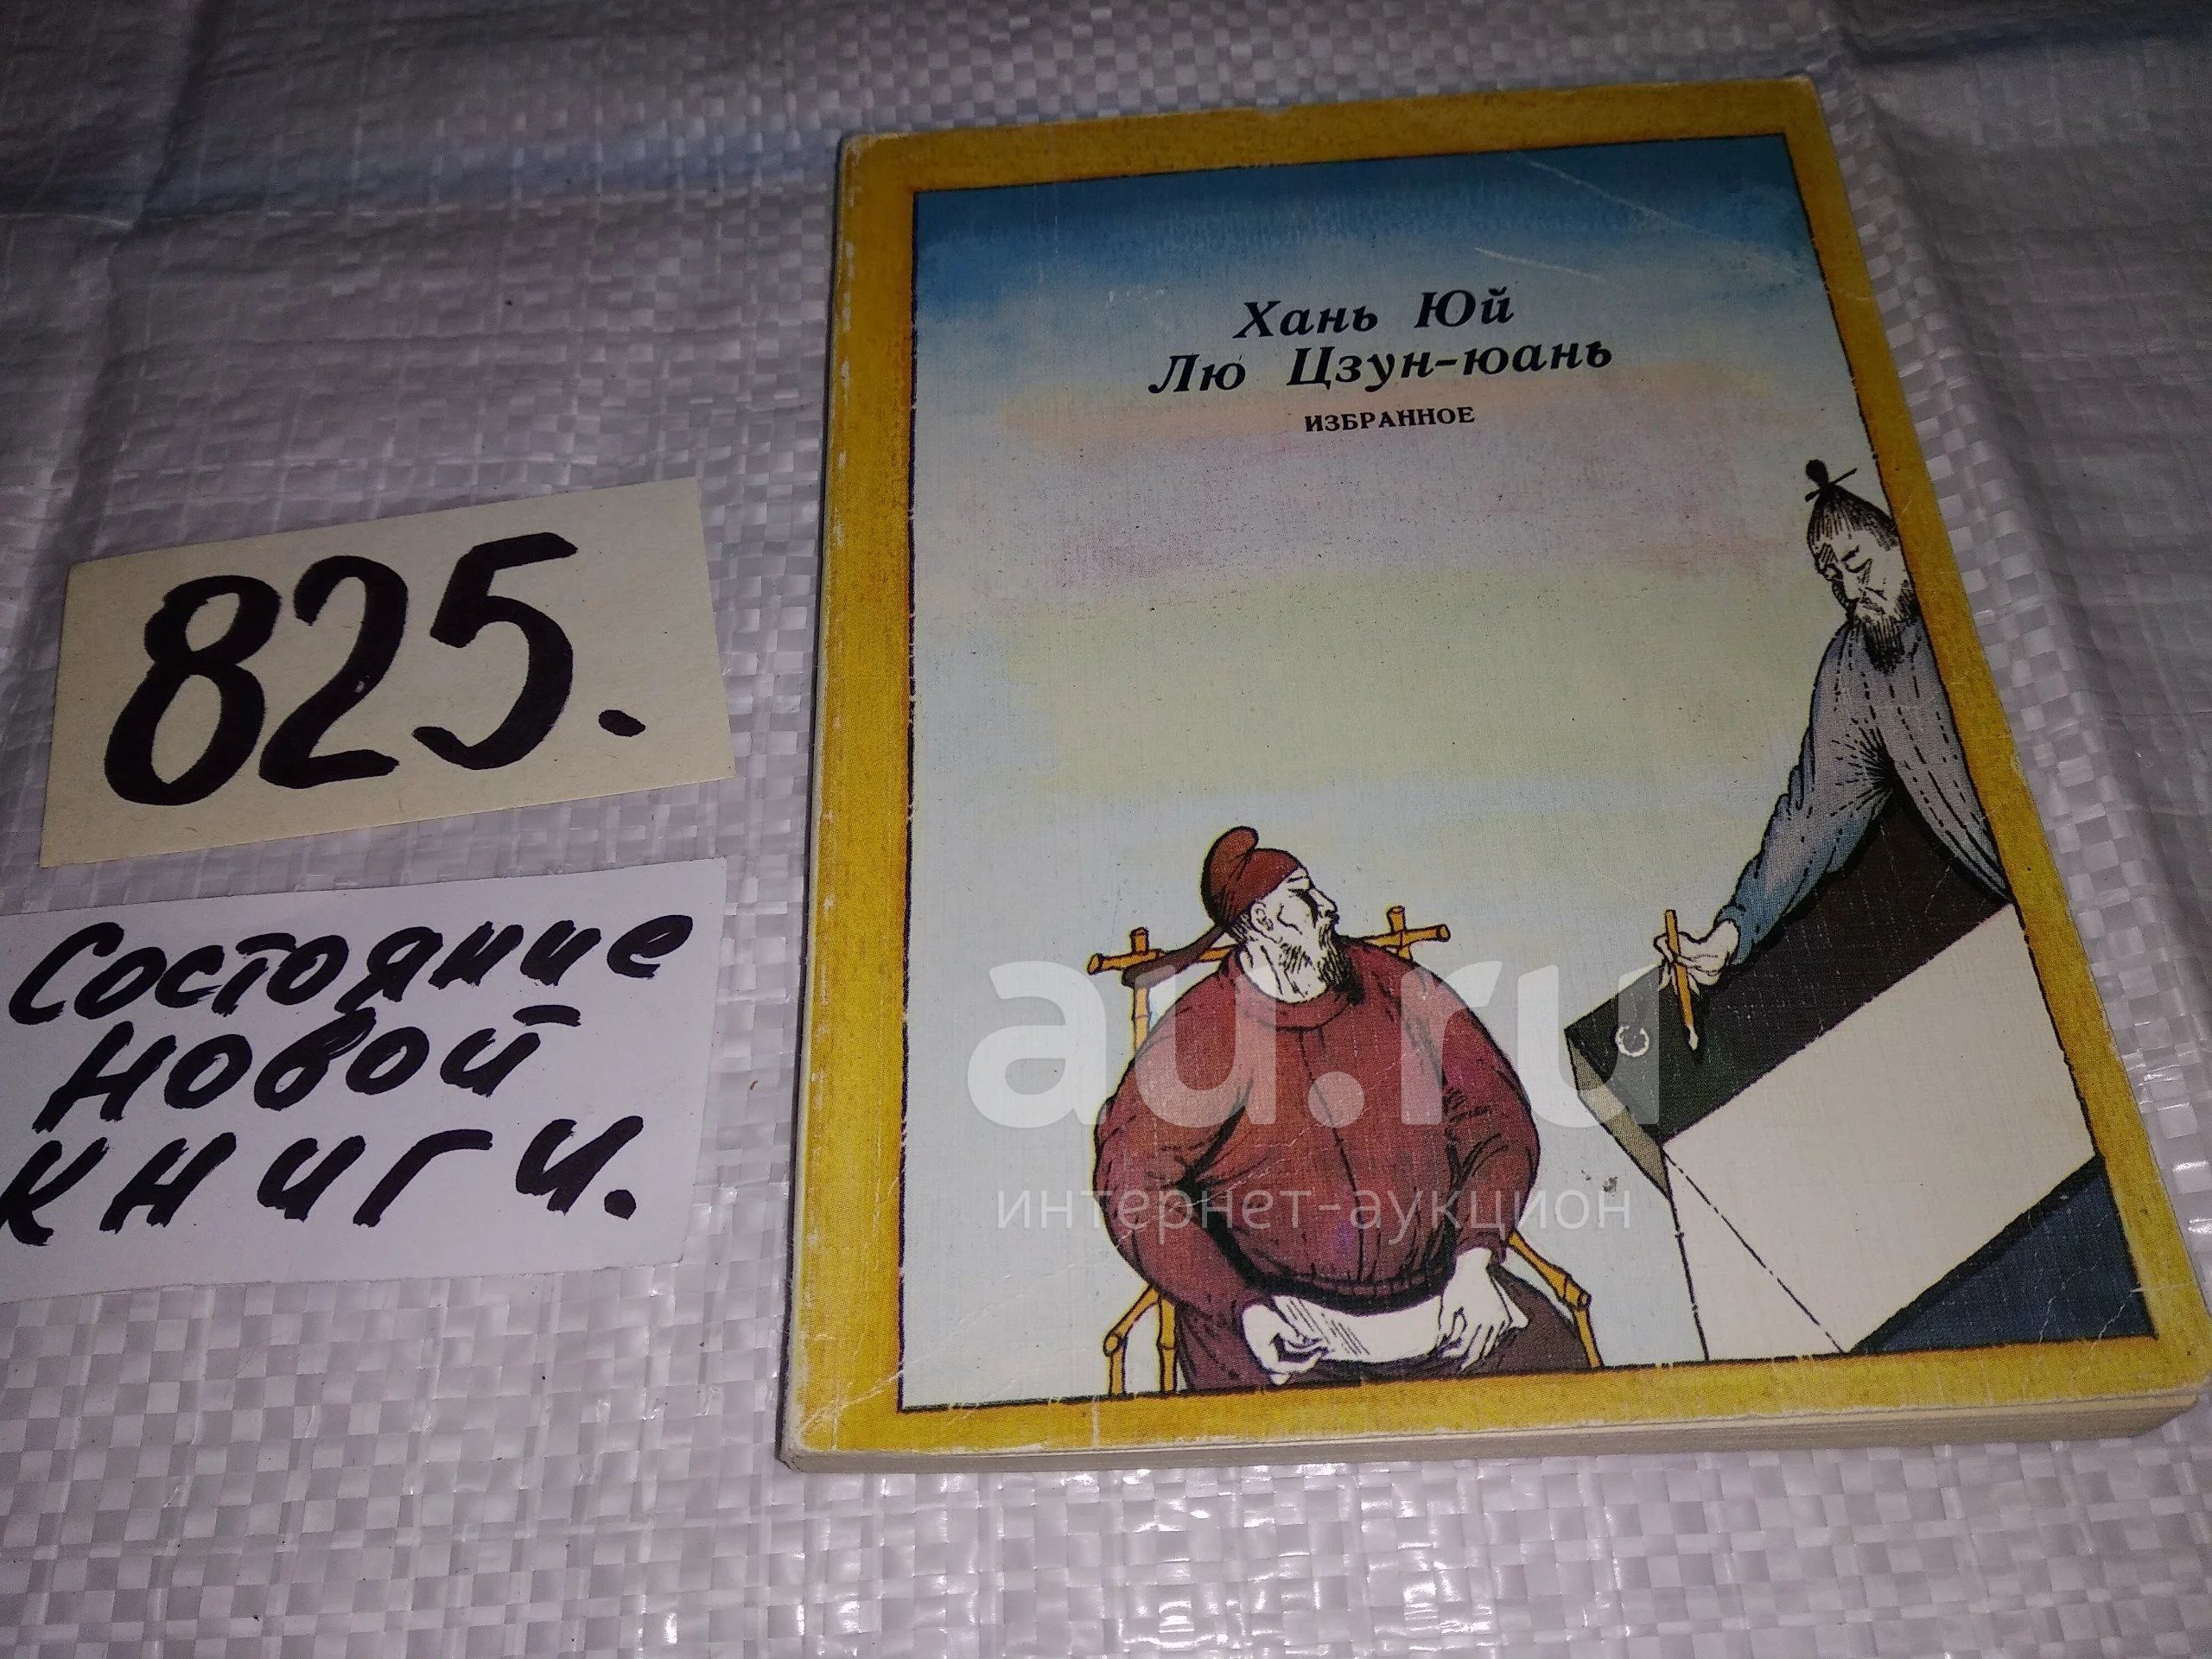 825.
Состояние
новой
книги.
Хань Юй
Лю Цзун-юань
ИЗБРАННОЕ
au.ru
интернет-аукцион